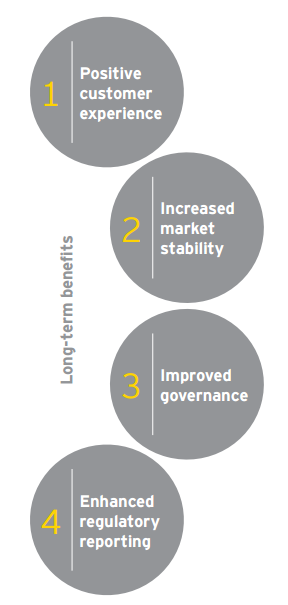 1
Positive
customer
experience
2
Increased
market
stability
Long-term benefits
3
Improved
governance
4
Enhanced
regulatory
reporting